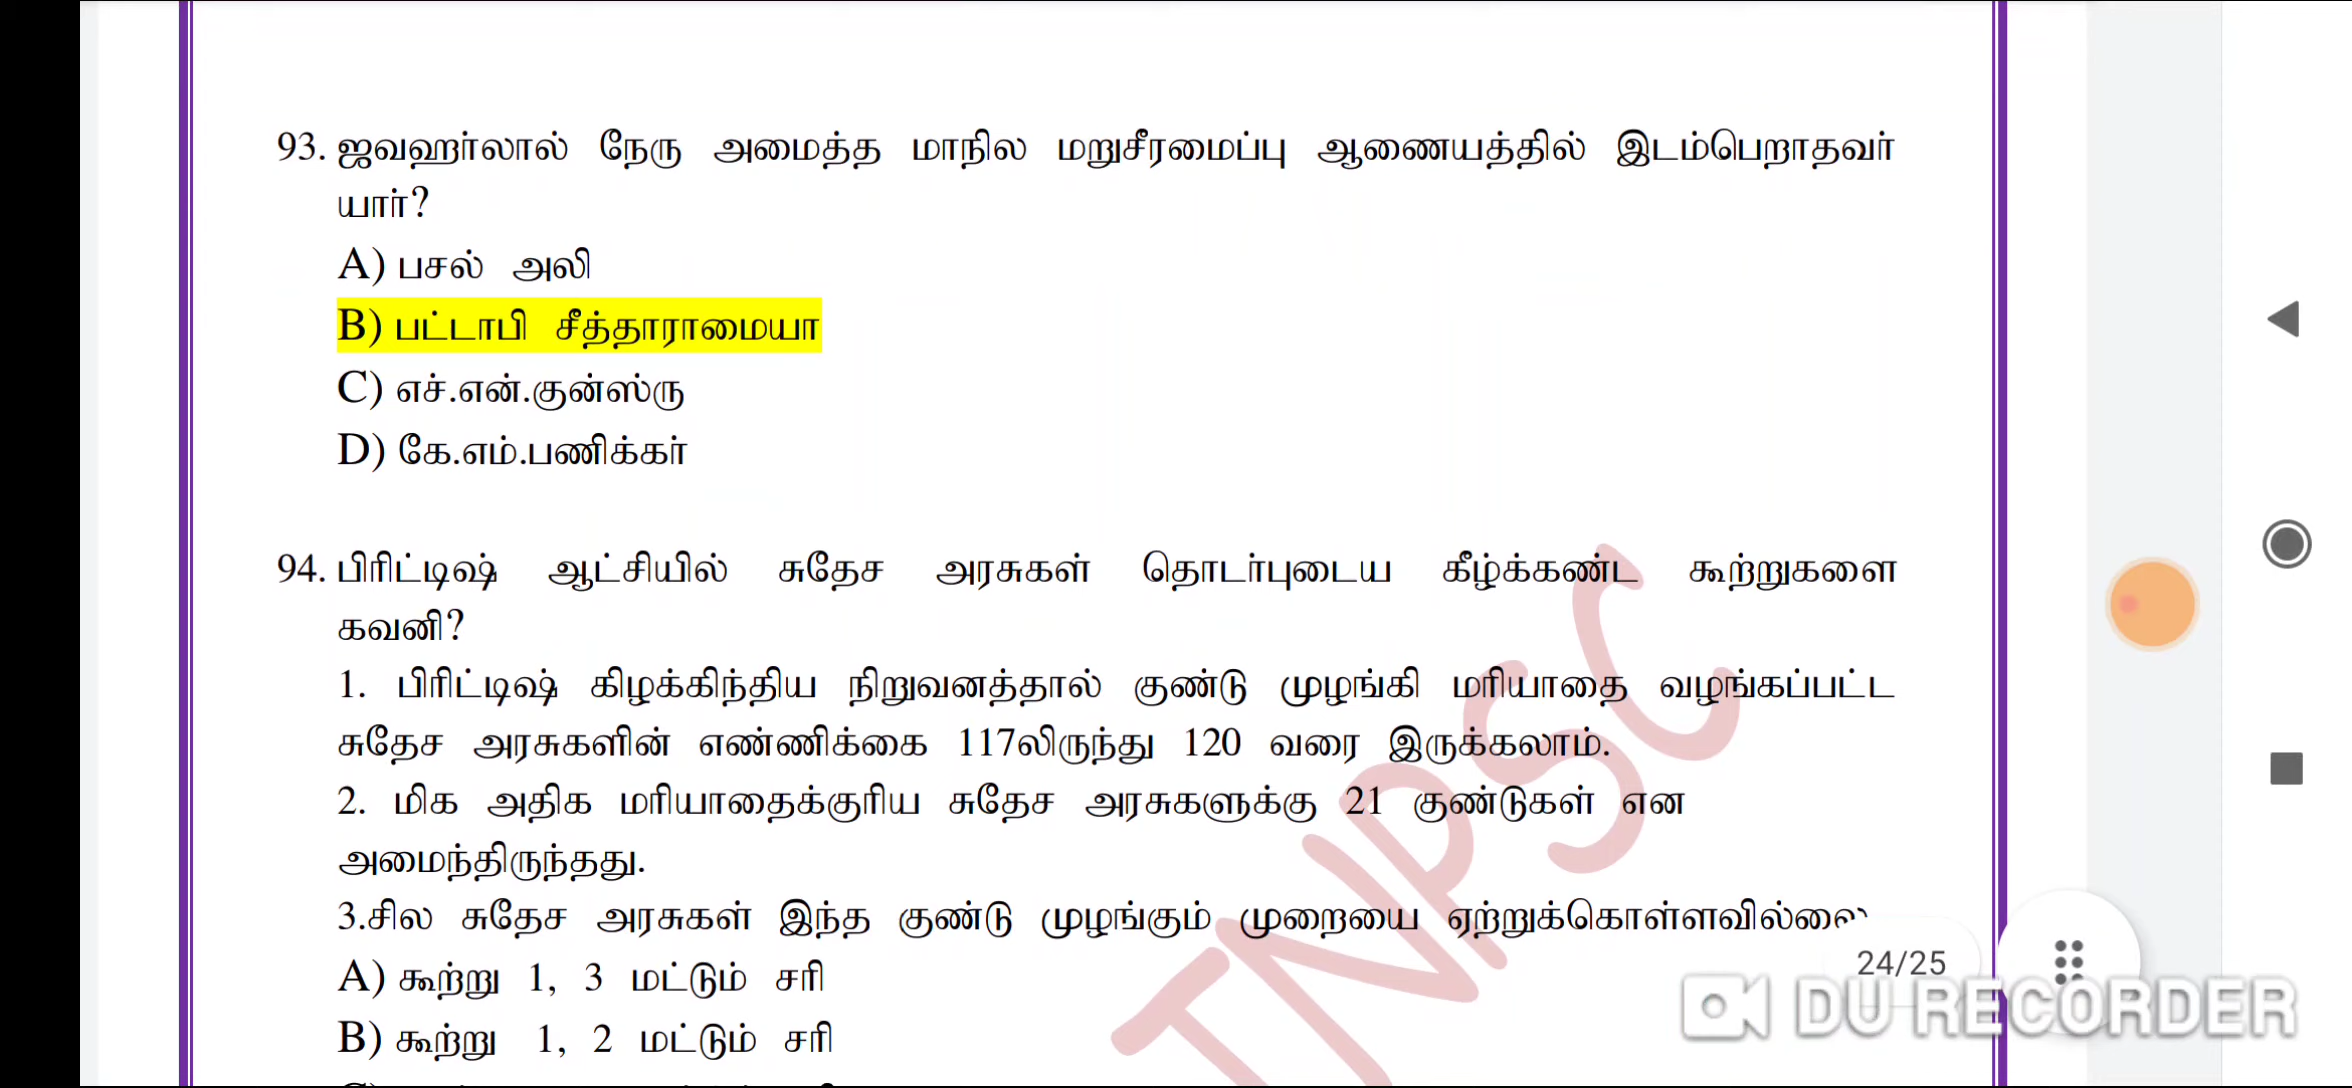 93. ஜவஹர்லால் நேரு அமைத்த மாநில மறுசீரமைப்பு ஆணையத்தில் இடம்பெறாதவர்
யார்?
A) பசல் அலி
B) பட்டாபி சீத்தாராமையா
C) எச்.என்.குன்ஸ்ரு
D) கே.எம்.பணிக்கர்
94. பிரிட்டிஷ் ஆட்சியில் சுதேச அரசுகள் தொடர்புடைய கீழ்க்கண்ட கூற்றுகளை
கவனி?
1. பிரிட்டிஷ் கிழக்கிந்திய நிறுவனத்தால் குண்டு முழங்கி மரியாதை வழங்கப்பட்ட
சுதேச அரசுகளின் எண்ணிக்கை 117லிருந்து 120 வரை இருக்கலாம்.
2. மிக அதிக மரியாதைக்குரிய சுதேச அரசுகளுக்கு 21 குண்டுகள் என
அமைந்திருந்தது.
3.சில சுதேச அரசுகள் இந்த குண்டு முழங்கும் முறையை ஏற்றுக்கொள்ளவில்லை
A) கூற்று 1, 3 மட்டும் சரி
B) கூற்று 1, 2 மட்டும் சரி
TNPSC
24/25
DU RECORDER